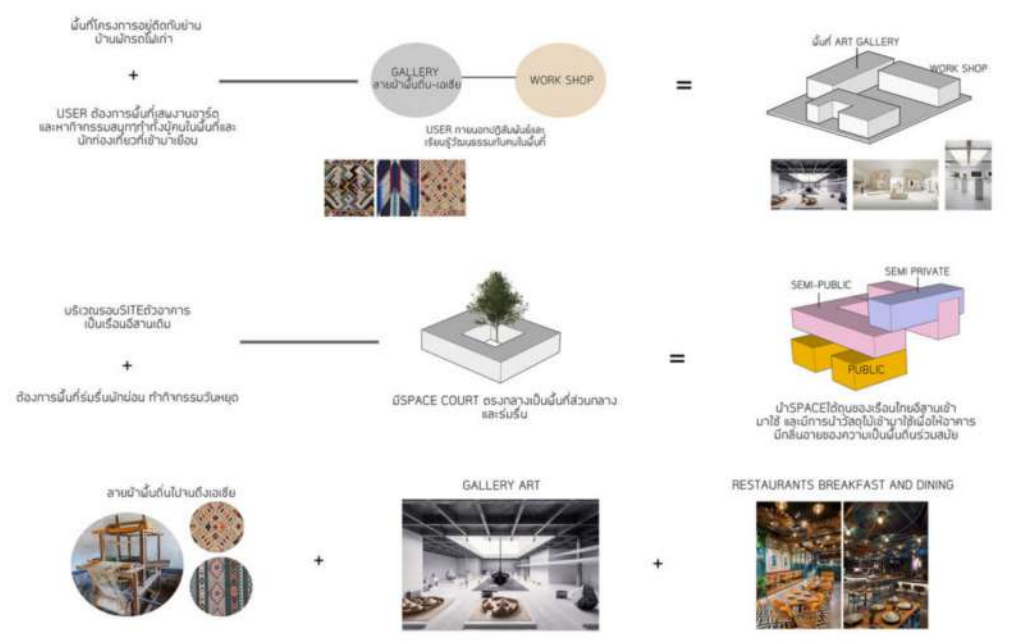 พื้นที่โครงการอยู่ติดกับย่าน
บ้านพักรถไฟเก่า
+
USER ต้องการพื้นที่เสพงานอาร์ต
และหากิจกรรมสนุกๆทำทั้งผู้คนในพื้นที่และ
นักท่องเที่ยวที่เข้ามาเยือน
GALLERY
ลายผ้าพื้นถิ่น-เอเชีย
WORK SHOP
USER ภายนอกปฏิสัมพันธ์และ
เรียนรู้วัฒนธรรมกับคนในพื้นที่
=
พื้นที่ ART GALLERY
WORK SHOP
บริเวณรอบSITEตัวอาคาร
เป็นเรือนอีสานเดิม
+
ต้องการพื้นที่ร่มรื่นพักผ่อน ทำกิจกรรมวันหยุด
มีSPACE COURT ตรงกลางเป็นพื้นที่ส่วนกลาง
และร่มรื่น
=
SEMI PRIVATE
SEMI-PUBLIC
PUBLIC
นำSPACEใต้ถุนของเรือนไทยอีสานเข้า
มาใช้ และมีการนำวัสดุไม้เข้ามาใช้เพื่อให้อาคาร
มีกลิ่นอายของความเป็นพื้นถิ่นร่วมสมัย
ลายผ้าพื้นถิ่นไปจนถึงเอเชีย
+
GALLERY ART
+
RESTAURANTS BREAKFAST AND DINING